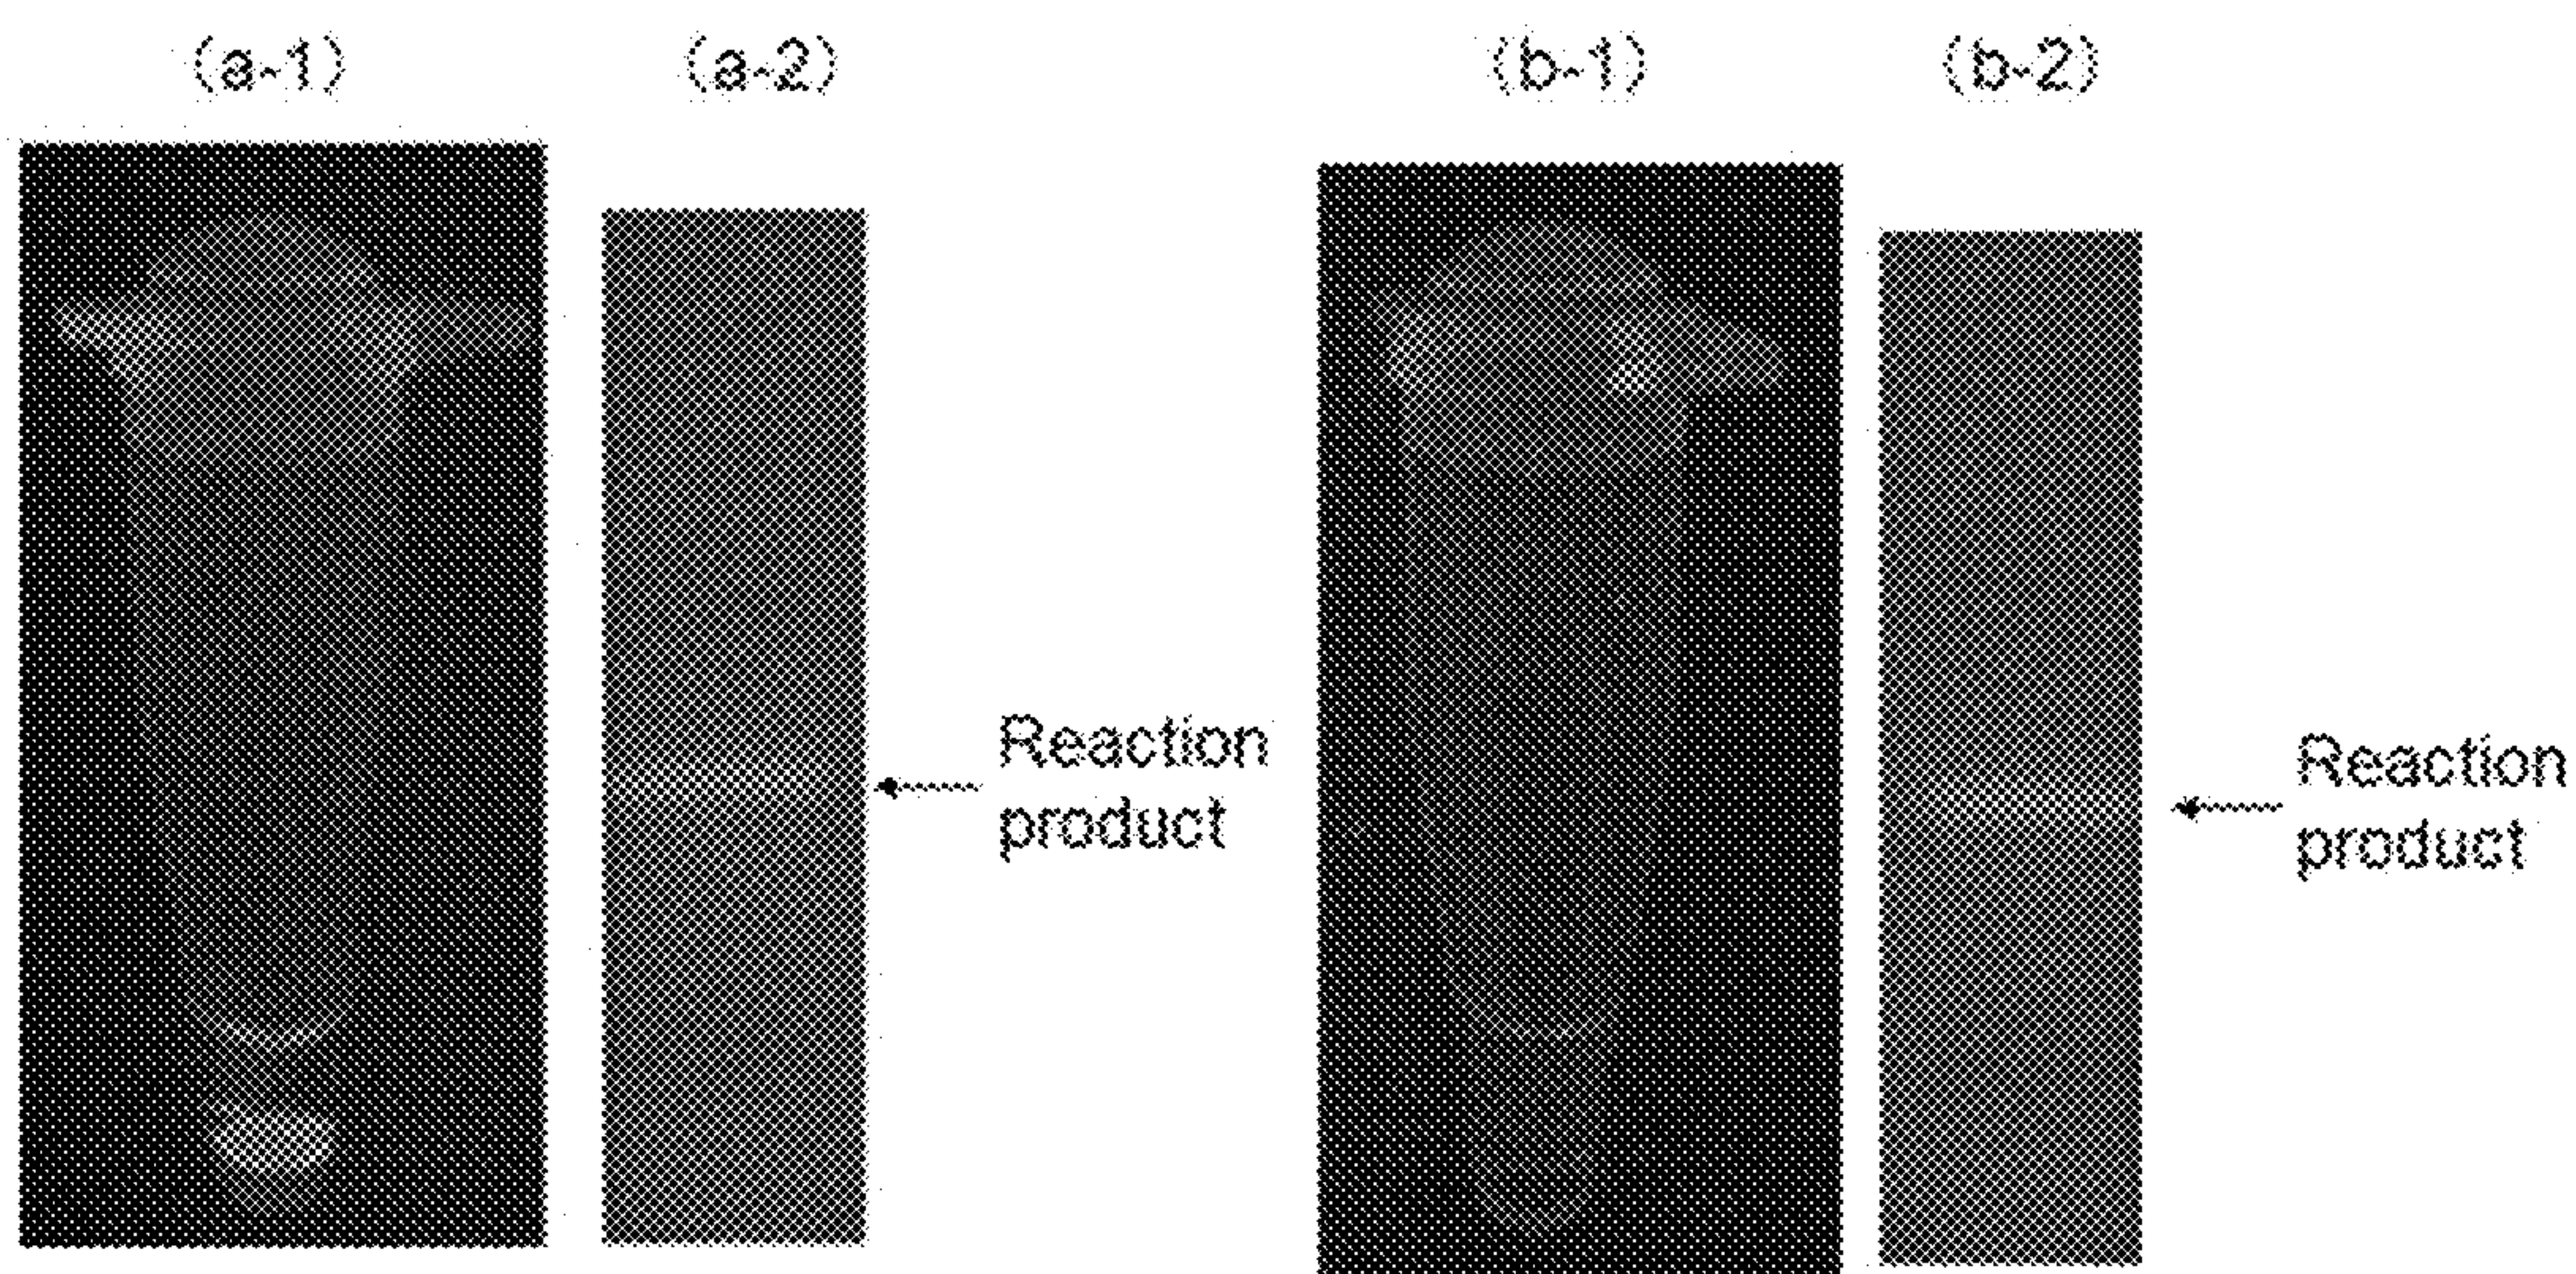 (a-1)
(a-2)
(b-1)
(b-2)
Reaction
product
Reaction
product